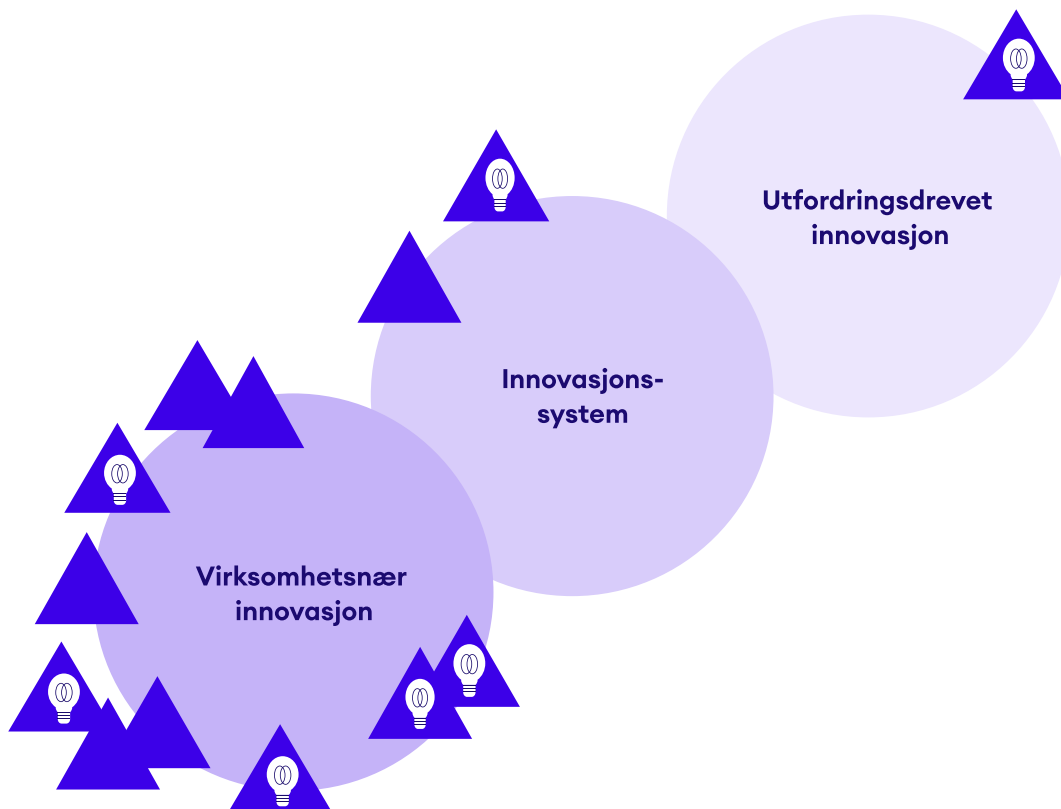 Utfordringsdrevet
innovasjon
Innovasjons-
system
Virksomhetsnær
innovasjon